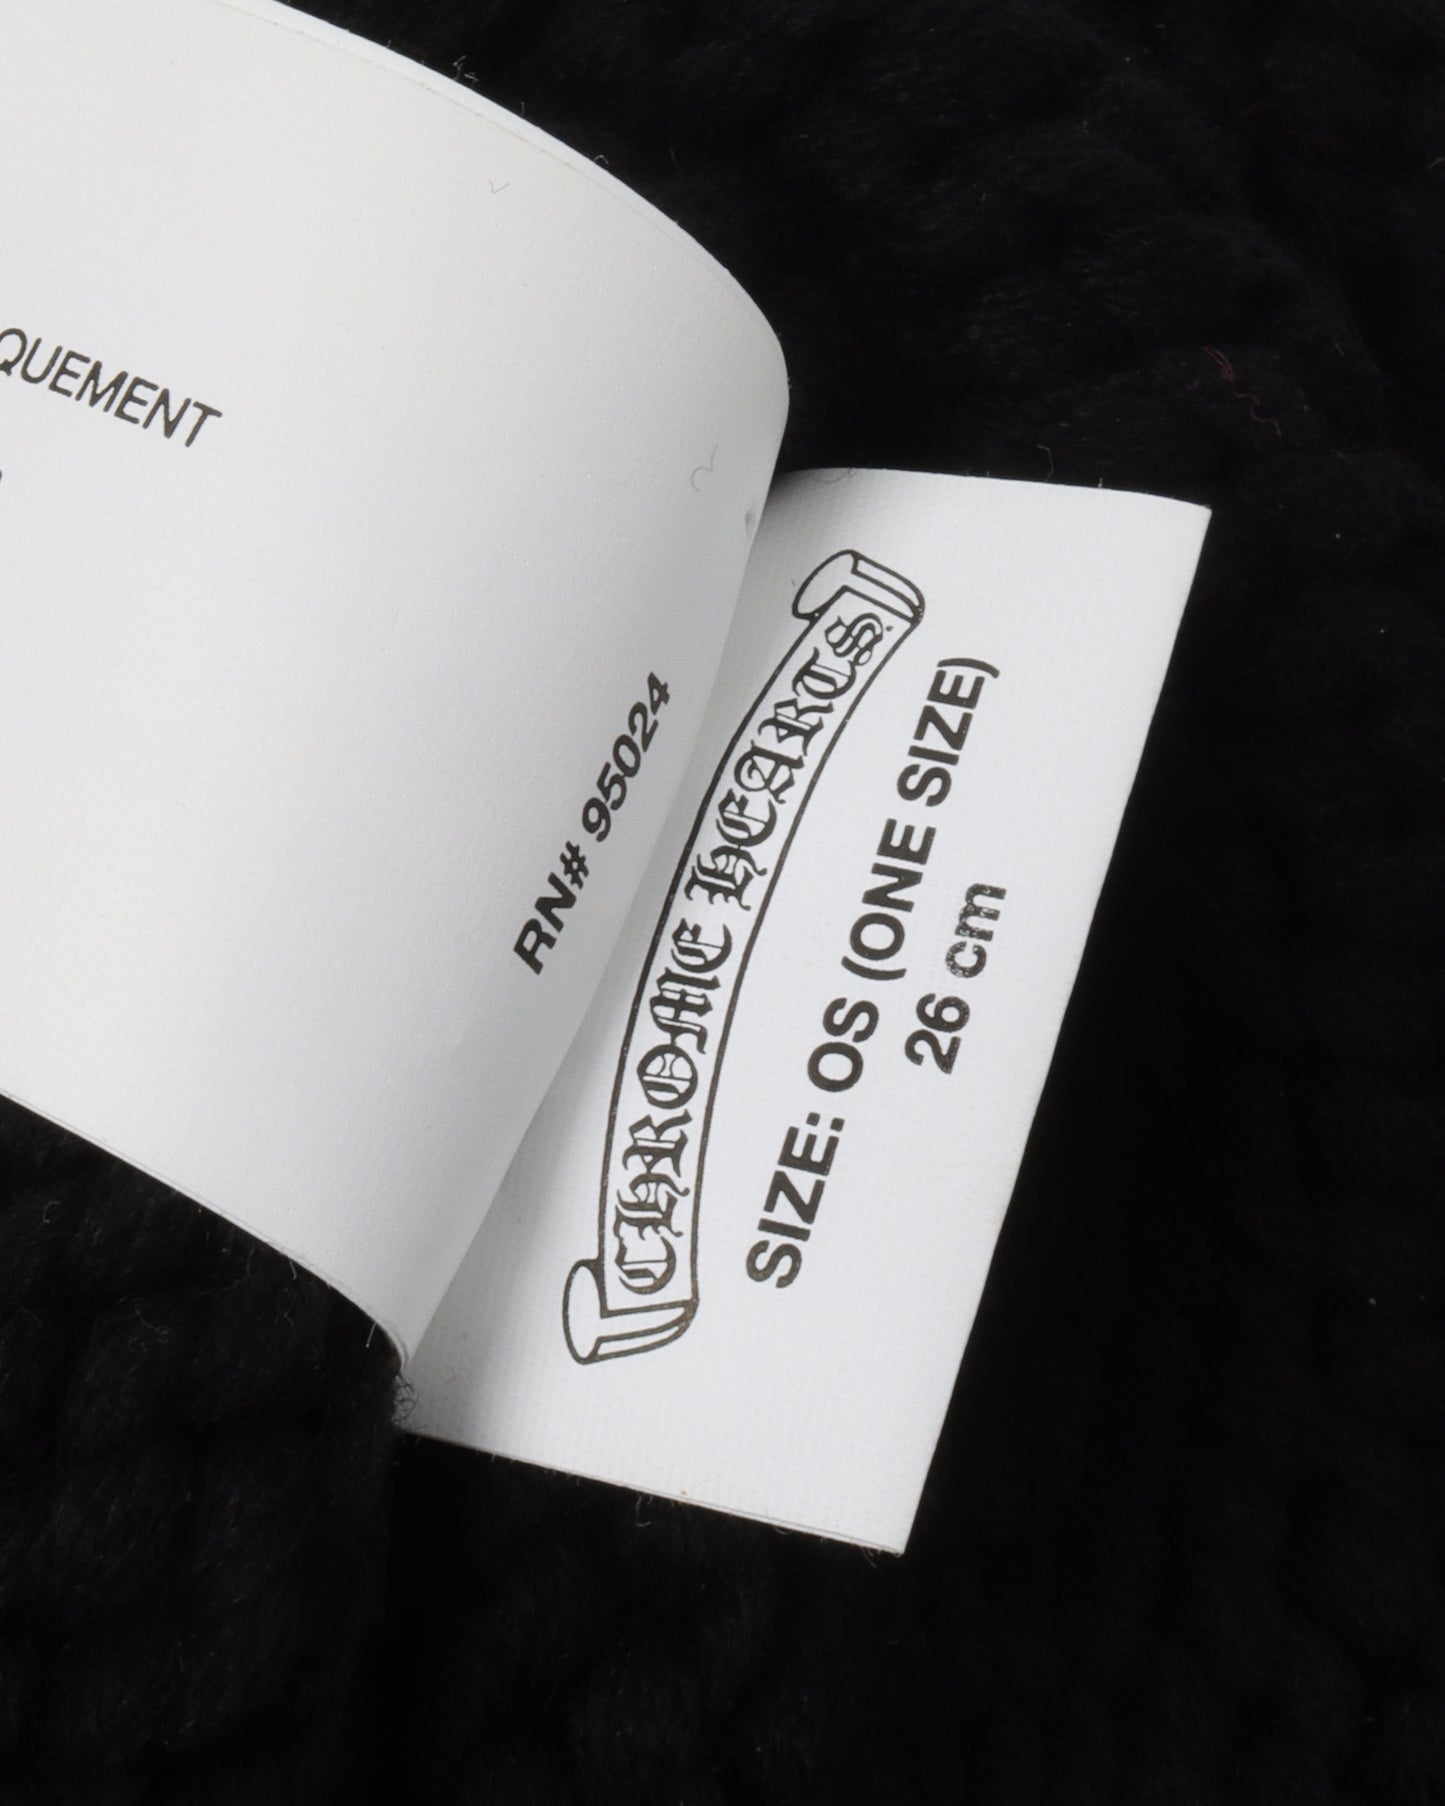 QUEMENT
RN# 95024
CHROME HEARTS
SIZE: OS (ONE SIZE)
26 cm